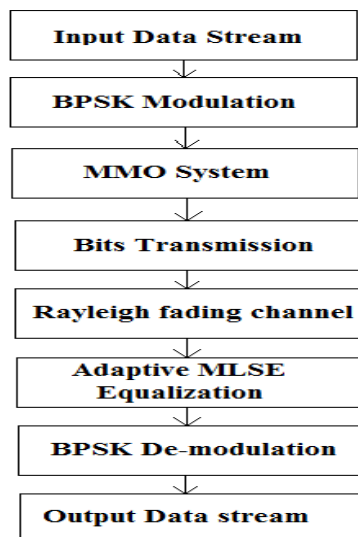 Input Data Stream
BPSK Modulation
MMO System
Bits Transmission
Rayleigh fading channel
Adaptive MLSE
Equalization
BPSK De-modulation
Output Data stream